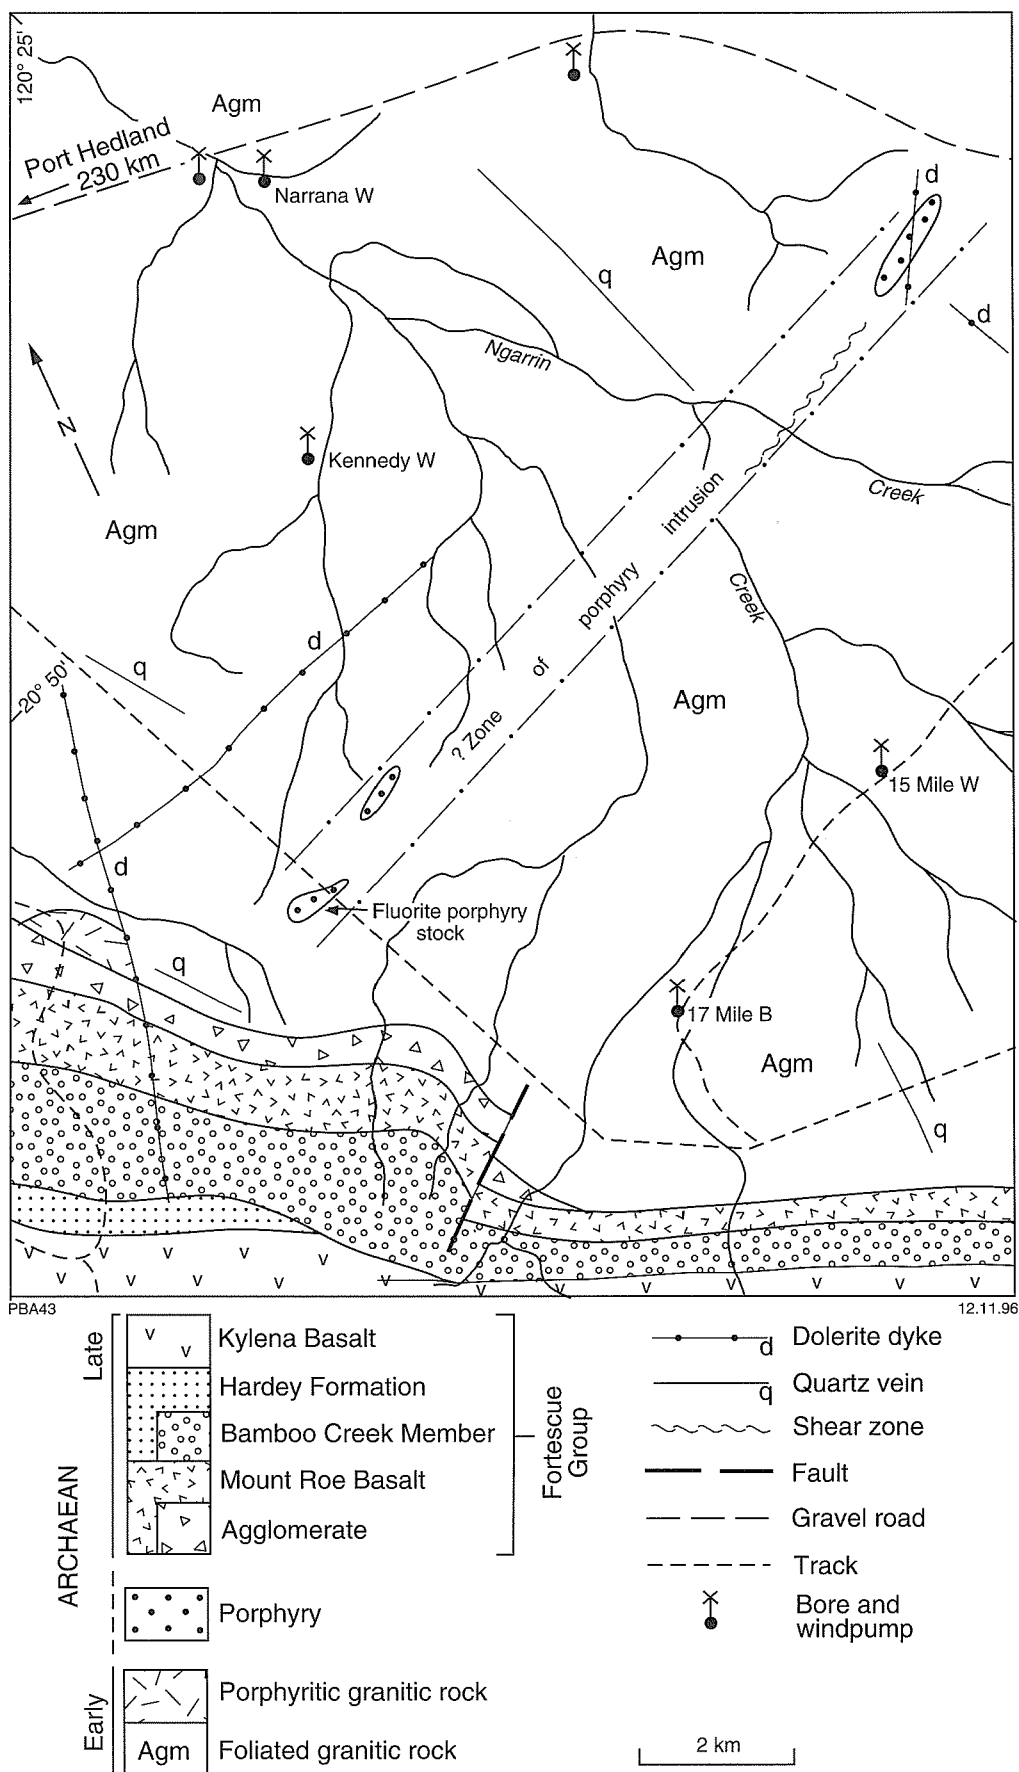 120° 25'
Agm
Port Hedland
230 km
Narrana W
d
Agm
q
d
Ngarrin
N
Kennedy W
Creek
Agm
intrusion
porphyry
Creek
d
of
q
20° 50'
Agm
? Zone
15 Mile W
d
Fluorite porphyry
stock
q
17 Mile B
Agm
q
v v v v
v v v v v v v v v
PBA43
12.11.96
Late
v
v
Kylena Basalt
Hardey Formation
Bamboo Creek Member
Mount Roe Basalt
Agglomerate
Fortescue
Group
ARCHAEAN
Porphyry
Early
Porphyritic granitic rock
Agm
Foliated granitic rock
d
Dolerite dyke
q
Quartz vein
Shear zone
Fault
Gravel road
Track
Bore and
windpump
2 km